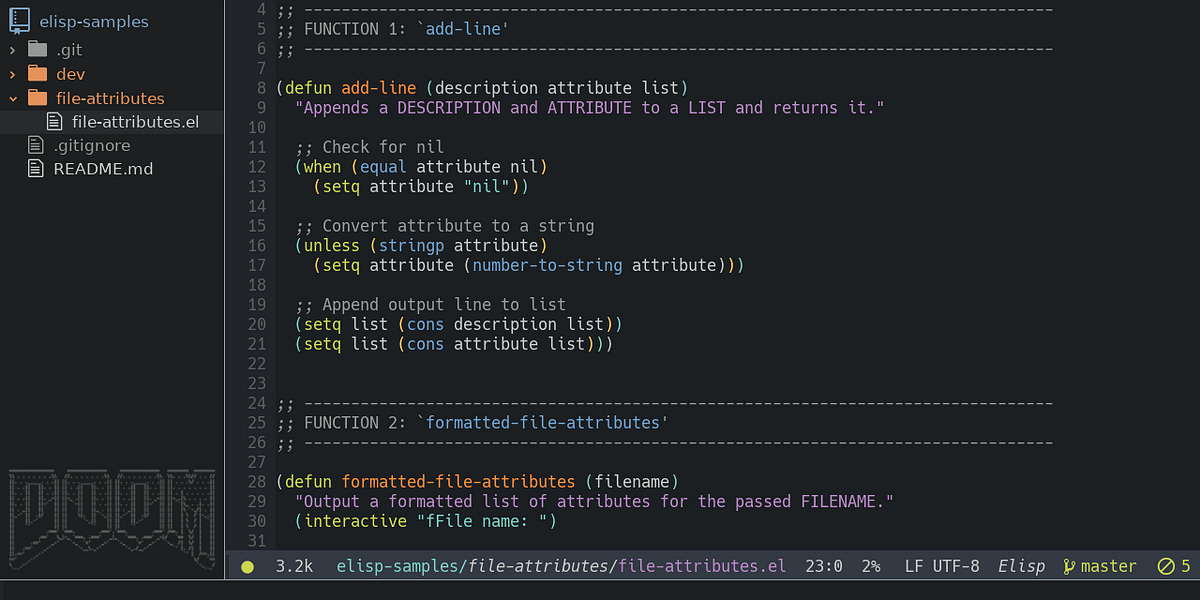 elisp-samples
.git
dev
file-attributes
file-attributes.el
.gitignore
README.md
DOOM
4 ;; --------------------------------------------------------------------------------
5 ;; FUNCTION 1: `add-line'
6 ;; --------------------------------------------------------------------------------
7
8 (defun add-line (description attribute list)
9   "Appends a DESCRIPTION and ATTRIBUTE to a LIST and returns it."
10
11   ;; Check for nil
12   (when (equal attribute nil)
13     (setq attribute "nil"))
14
15   ;; Convert attribute to a string
16   (unless (stringp attribute)
17     (setq attribute (number-to-string attribute)))
18
19   ;; Append output line to list
20   (setq list (cons description list))
21   (setq list (cons attribute list)))
22
23
24 ;; --------------------------------------------------------------------------------
25 ;; FUNCTION 2: `formatted-file-attributes'
26 ;; --------------------------------------------------------------------------------
27
28 (defun formatted-file-attributes (filename)
29   "Output a formatted list of attributes for the passed FILENAME."
30   (interactive "fFile name: ")
31
3.2k elisp-samples/file-attributes/file-attributes.el 23:0 2% LF UTF-8 Elisp master 5